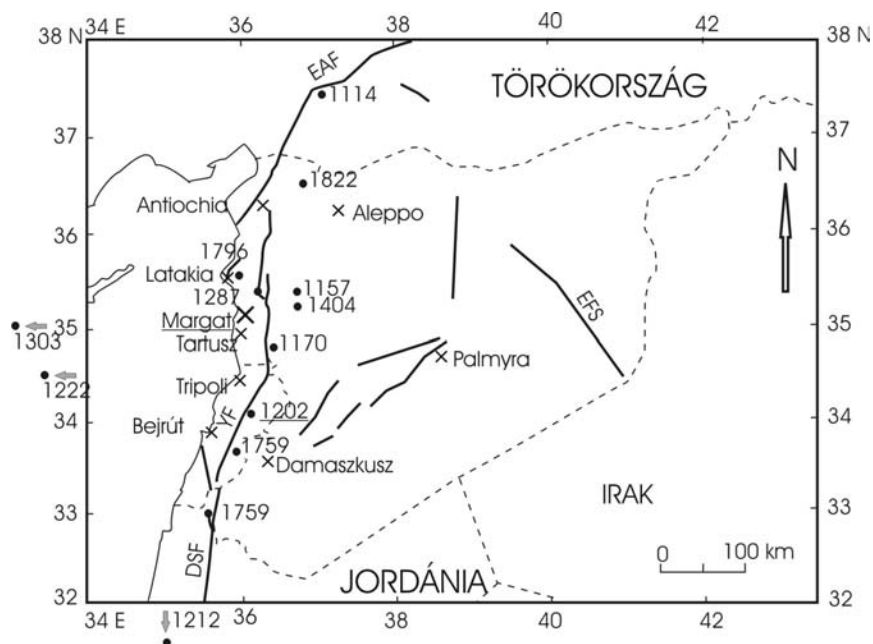 34 E 36 38 40 42
38 N 38 N
EAF
TÖRÖKORSZÁG
1114
37 37
N
1822
Antiochia Aleppo
36 36
1796
Latakia
1157
1287
1404
EFS
Margat
35 35
1303
Tartusz
1170
Palmyra
Tripoli
1222
1202
34 YF 34
Bejrút
1759
Damaszkusz
IRAK
33 1759 33
0 100 km
DSF
JORDÁNIA
32 32
34 E 36 38 40 42
1212